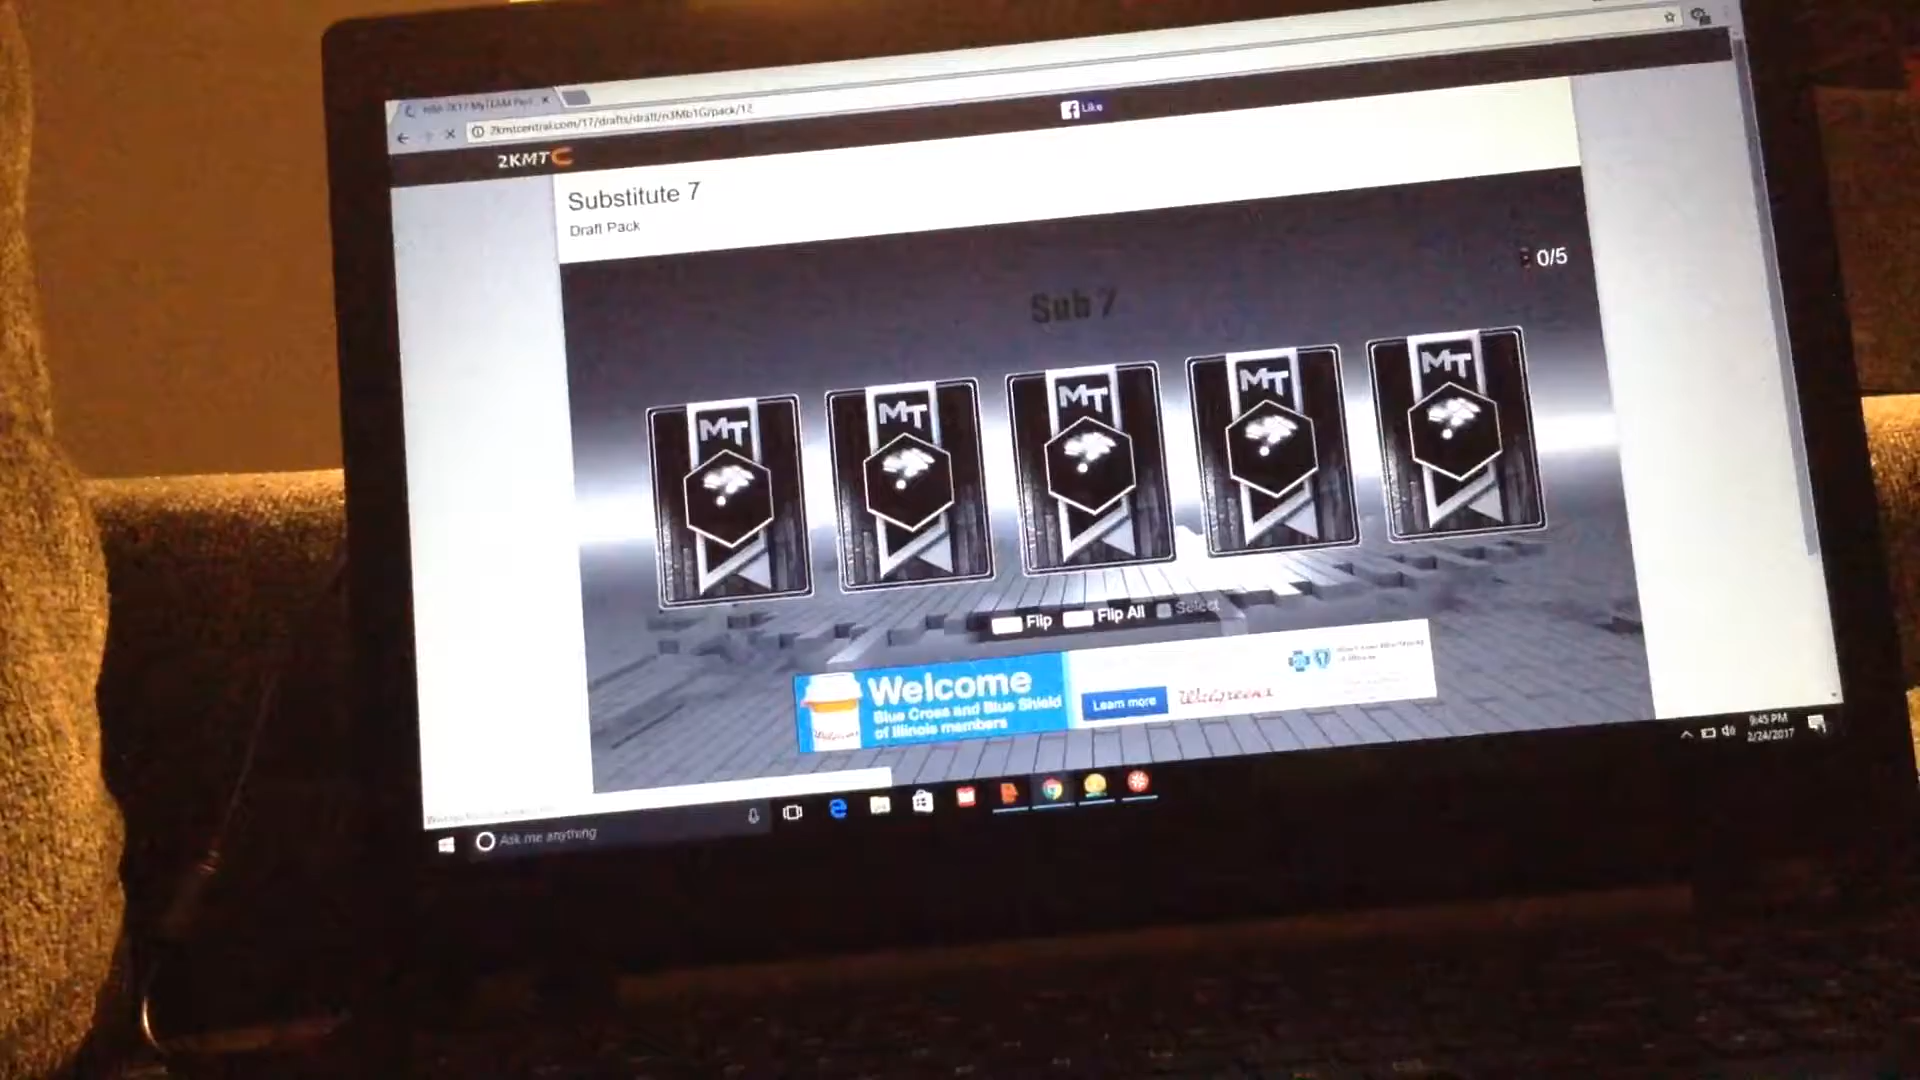 2kmtcentral.com/17/drafts/draft/n3Mb1G/pack/12
Like
2KMTC
Substitute 7
Draft Pack
0/5
Sub 7
MT
MT
MT
MT
MT
Flip
Flip All
Select
Welcome
Blue Cross and Blue Shield
of Illinois members
Learn more
Walgreens
9:45 PM
2/24/2017
Ask me anything